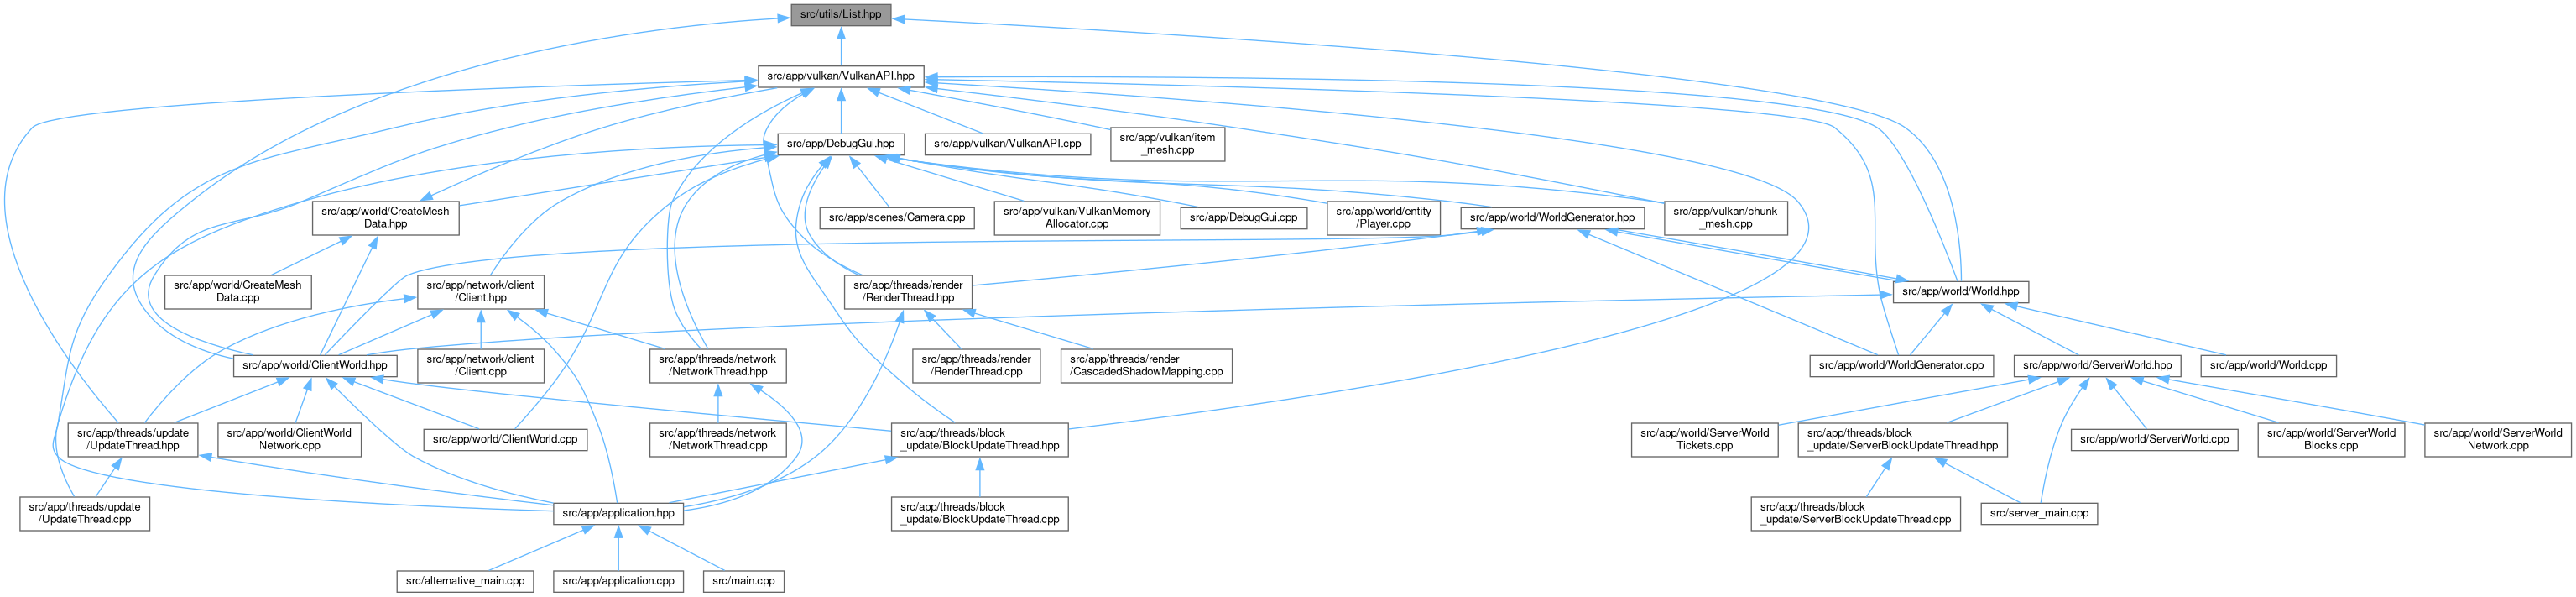 src/utils/List.hpp
src/app/vulkan/VulkanAPI.hpp
src/app/DebugGui.hpp
src/app/vulkan/VulkanAPI.cpp
src/app/vulkan/item
_mesh.cpp
src/app/world/CreateMesh
Data.hpp
src/app/scenes/Camera.cpp
src/app/vulkan/VulkanMemory
Allocator.cpp
src/app/DebugGui.cpp
src/app/world/entity
/Player.cpp
src/app/world/WorldGenerator.hpp
src/app/vulkan/chunk
_mesh.cpp
src/app/world/CreateMesh
Data.cpp
src/app/network/client
/Client.hpp
src/app/threads/render
/RenderThread.hpp
src/app/world/World.hpp
src/app/world/ClientWorld.hpp
src/app/network/client
/Client.cpp
src/app/threads/network
/NetworkThread.hpp
src/app/threads/render
/RenderThread.cpp
src/app/threads/render
/CascadedShadowMapping.cpp
src/app/world/WorldGenerator.cpp
src/app/world/ServerWorld.hpp
src/app/world/World.cpp
src/app/threads/update
/UpdateThread.hpp
src/app/world/ClientWorld
Network.cpp
src/app/world/ClientWorld.cpp
src/app/threads/network
/NetworkThread.cpp
src/app/threads/block
_update/BlockUpdateThread.hpp
src/app/world/ServerWorld
Tickets.cpp
src/app/threads/block
_update/ServerBlockUpdateThread.hpp
src/app/world/ServerWorld.cpp
src/app/world/ServerWorld
Blocks.cpp
src/app/world/ServerWorld
Network.cpp
src/app/threads/update
/UpdateThread.cpp
src/app/application.hpp
src/app/threads/block
_update/BlockUpdateThread.cpp
src/app/threads/block
_update/ServerBlockUpdateThread.cpp
src/server_main.cpp
src/alternative_main.cpp
src/app/application.cpp
src/main.cpp